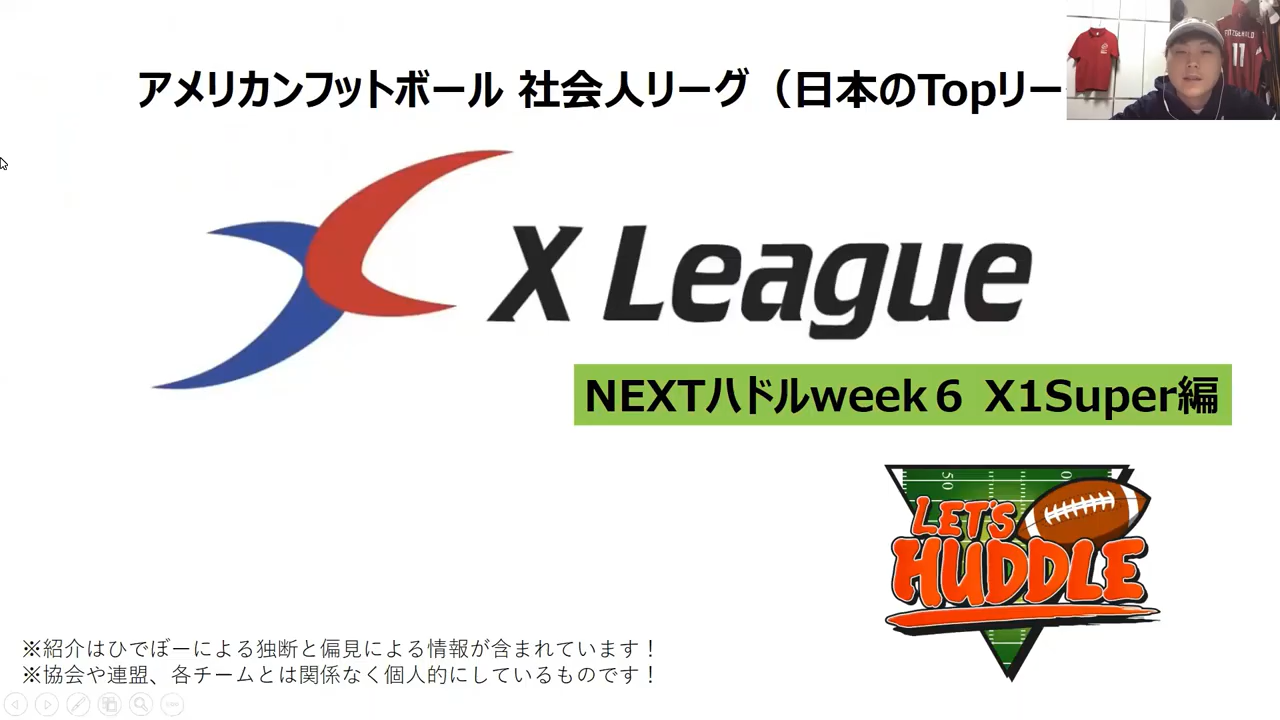 アメリカンフットボール 社会人リーグ（日本のTopリー
FITZGERALD
11
X League
NEXTハドルweek６ X1Super編
50
0
LET'S
HUDDLE
※紹介はひでぼーによる独断と偏見による情報が含まれています！
※協会や連盟、各チームとは関係なく個人的にしているものです！